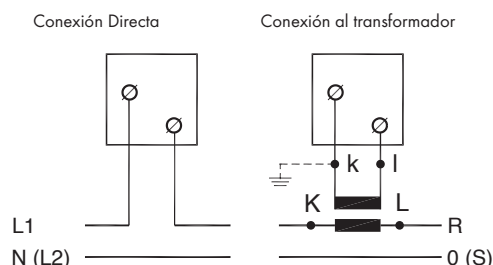 Conexión Directa
Conexión al transformador
k l
K L
L1
R
N (L2)
0 (S)